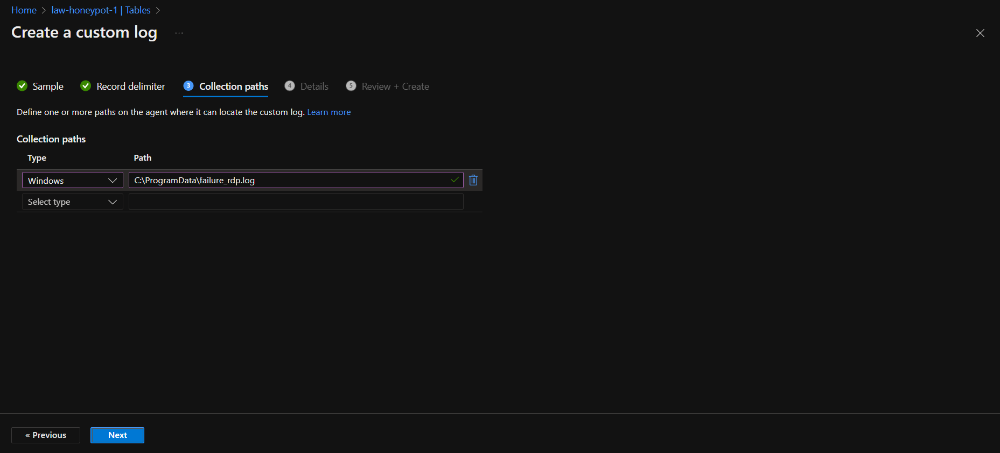 Home > law-honeypot-1 | Tables >
Create a custom log ...
Sample
Record delimiter
3 Collection paths
4 Details
5 Review + Create
Define one or more paths on the agent where it can locate the custom log. Learn more
Collection paths
Type Path
Windows C:\ProgramData\failure_rdp.log
Select type
« Previous Next